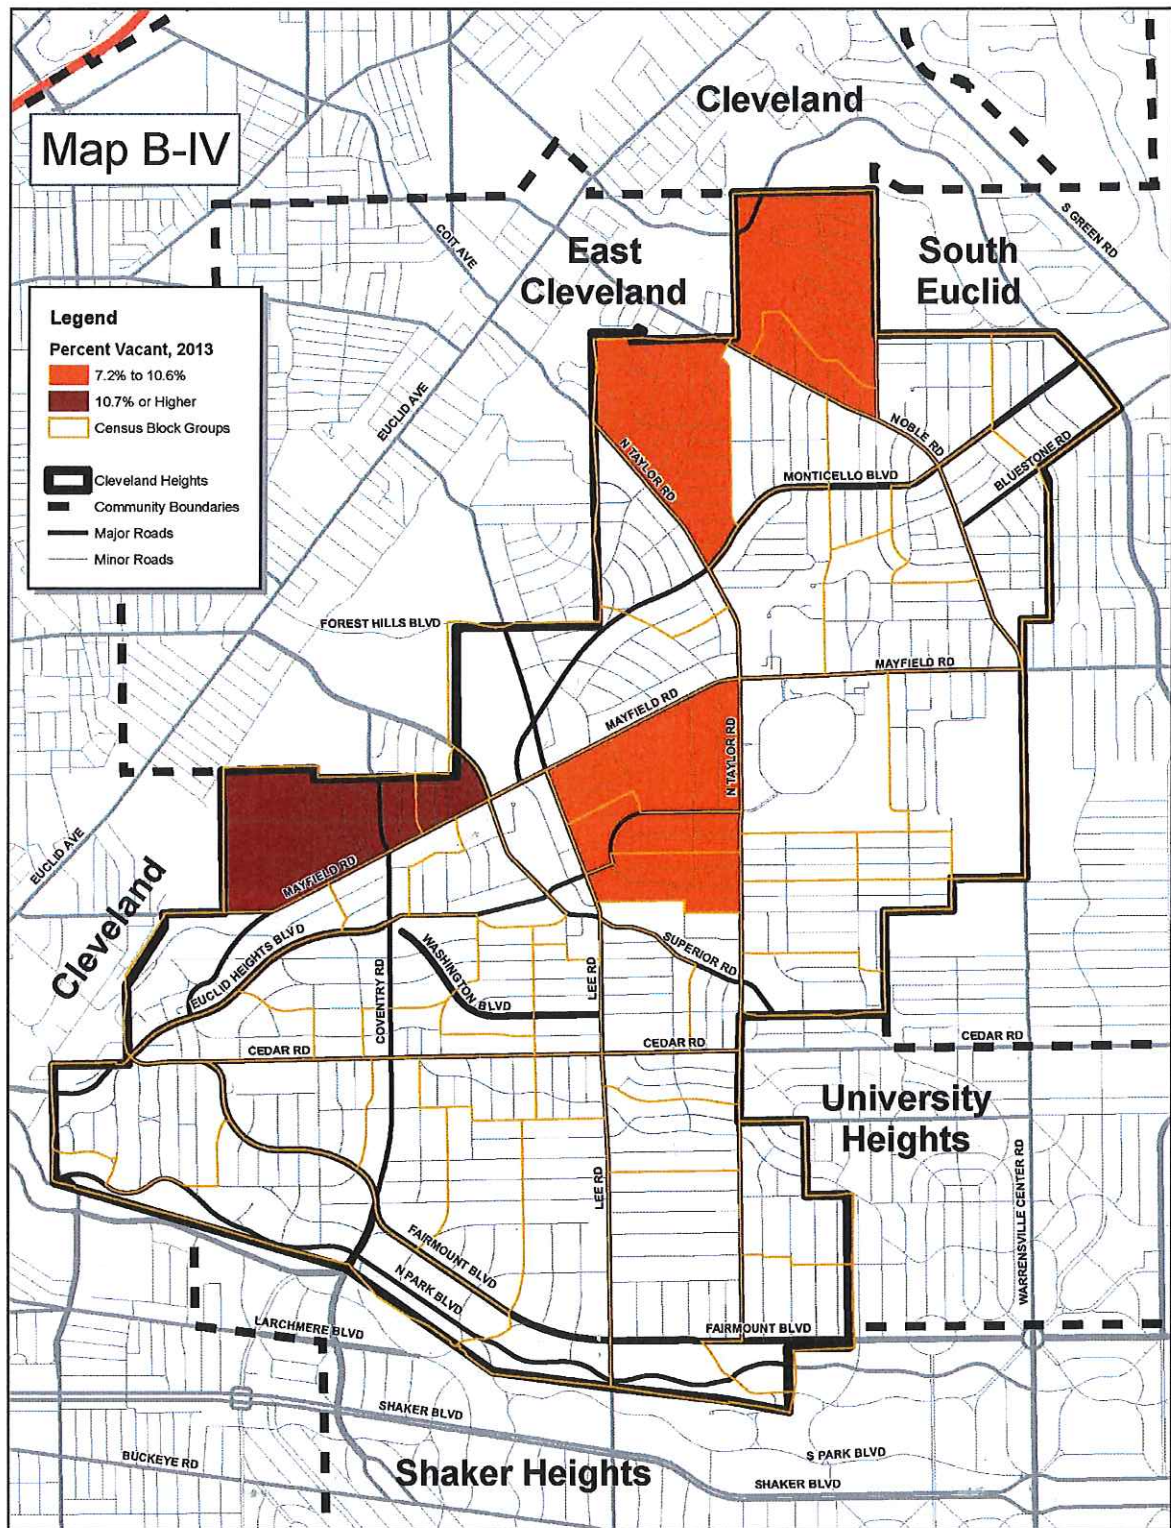 Cleveland
Map B-IV
COIT AVE
S GREEN RD
East
Cleveland
South
Euclid
Legend
Percent Vacant, 2013
7.2% to 10.6%
10.7% or Higher
Census Block Groups
Cleveland Heights
Community Boundaries
Major Roads
Minor Roads
EUCLID AVE
N TAYLOR RD
NOBLE RD
MONTICELLO BLVD
BLUESTONE RD
FOREST HILLS BLVD
MAYFIELD RD
MAYFIELD RD
N TAYLOR RD
EUCLID AVE
MAYFIELD RD
Cleveland
EUCLID HEIGHTS BLVD
WASHINGTON BLVD
SUPERIOR RD
LEE RD
COVENTRY RD
CEDAR RD
CEDAR RD
CEDAR RD
University
Heights
LEE RD
WARRENSVILLE CENTER RD
FAIRMOUNT BLVD
N PARK BLVD
LARCHMERE BLVD
FAIRMOUNT BLVD
SHAKER BLVD
BUCKEYE RD
Shaker Heights
S PARK BLVD
SHAKER BLVD